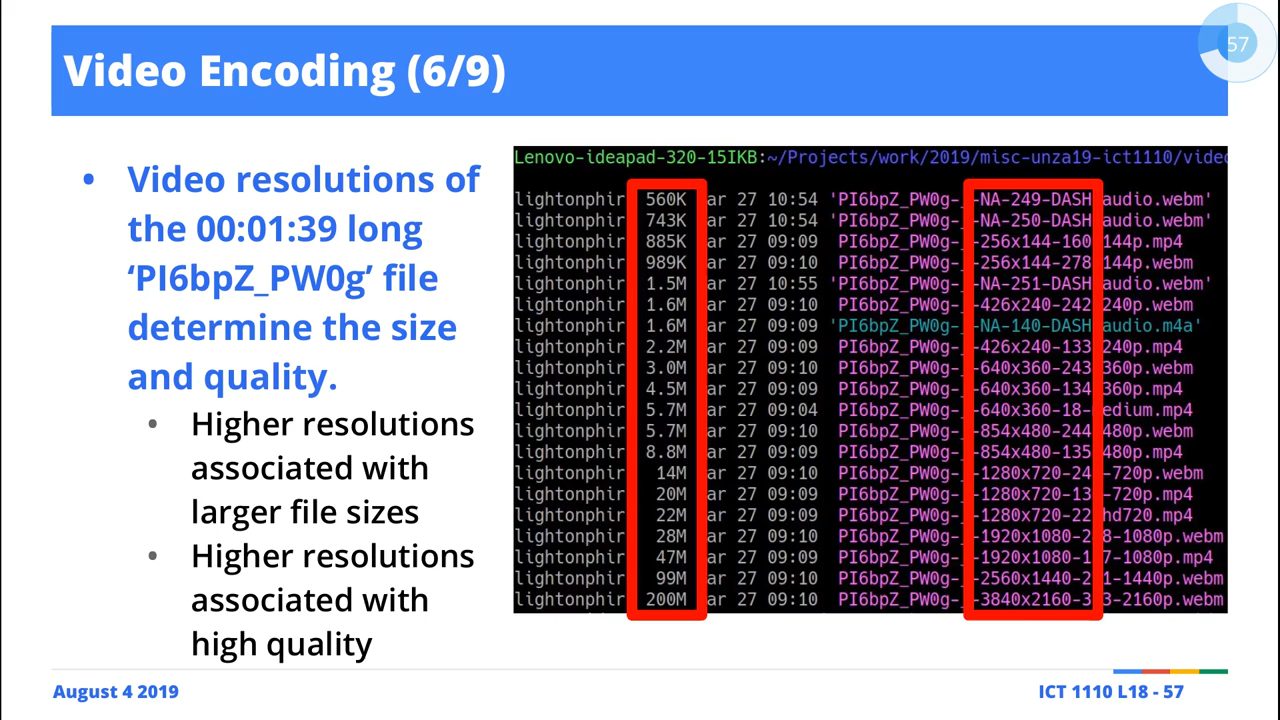 57
Video Encoding (6/9)
• Video resolutions of
the 00:01:39 long
‘PI6bpZ_PW0g’ file
determine the size
and quality.
• Higher resolutions
associated with
larger file sizes
• Higher resolutions
associated with
high quality
Lenovo-ideapad-320-15IKB:~/Projects/work/2019/misc-unza19-ict1110/video
lightonphir 560K ar 27 10:54 'PI6bpZ_PW0g-_-NA-249-DASH audio.webm'
lightonphir 743K ar 27 10:54 'PI6bpZ_PW0g-_-NA-250-DASH audio.webm'
lightonphir 885K ar 27 09:09 PI6bpZ_PW0g-_-256x144-160 144p.mp4
lightonphir 989K ar 27 09:10 PI6bpZ_PW0g-_-256x144-278 144p.webm
lightonphir 1.5M ar 27 10:55 'PI6bpZ_PW0g-_-NA-251-DASH audio.webm'
lightonphir 1.6M ar 27 09:10 PI6bpZ_PW0g-_-426x240-242 240p.webm
lightonphir 1.6M ar 27 09:09 'PI6bpZ_PW0g-_-NA-140-DASH audio.m4a'
lightonphir 2.2M ar 27 09:09 PI6bpZ_PW0g-_-426x240-133 240p.mp4
lightonphir 3.0M ar 27 09:10 PI6bpZ_PW0g-_-640x360-243 360p.webm
lightonphir 4.5M ar 27 09:09 PI6bpZ_PW0g-_-640x360-134 360p.mp4
lightonphir 5.7M ar 27 09:04 PI6bpZ_PW0g-_-640x360-18- edium.mp4
lightonphir 5.7M ar 27 09:10 PI6bpZ_PW0g-_-854x480-244 480p.webm
lightonphir 8.8M ar 27 09:09 PI6bpZ_PW0g-_-854x480-135 480p.mp4
lightonphir 14M ar 27 09:10 PI6bpZ_PW0g-_-1280x720-24 -720p.webm
lightonphir 20M ar 27 09:09 PI6bpZ_PW0g-_-1280x720-13 -720p.mp4
lightonphir 22M ar 27 09:09 PI6bpZ_PW0g-_-1280x720-22 hd720.mp4
lightonphir 28M ar 27 09:10 PI6bpZ_PW0g-_-1920x1080-2 8-1080p.webm
lightonphir 47M ar 27 09:09 PI6bpZ_PW0g-_-1920x1080-1 7-1080p.mp4
lightonphir 99M ar 27 09:10 PI6bpZ_PW0g-_-2560x1440-2 1-1440p.webm
lightonphir 200M ar 27 09:10 PI6bpZ_PW0g-_-3840x2160-3 3-2160p.webm
August 4 2019
ICT 1110 L18 - 57